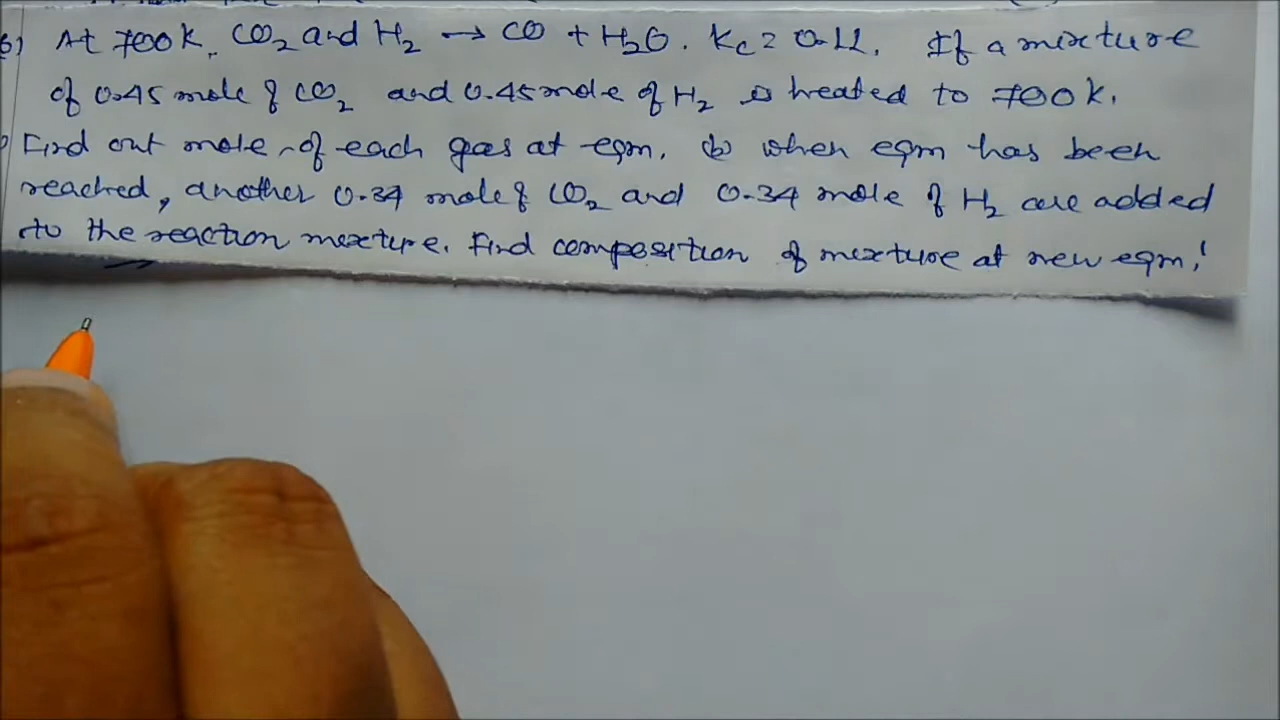 6) At 700K, CO₂ and H₂ → CO + H₂O. Kc = 0.11. If a mixture
of 0.45 mole of CO₂ and 0.45 mole of H₂ is heated to 700K.
Find out mole of each gas at eqm. (b) when eqm has been
reached, another 0.34 mole of CO₂ and 0.34 mole of H₂ are added
to the reaction mixture. Find composition of mixture at new eqm!